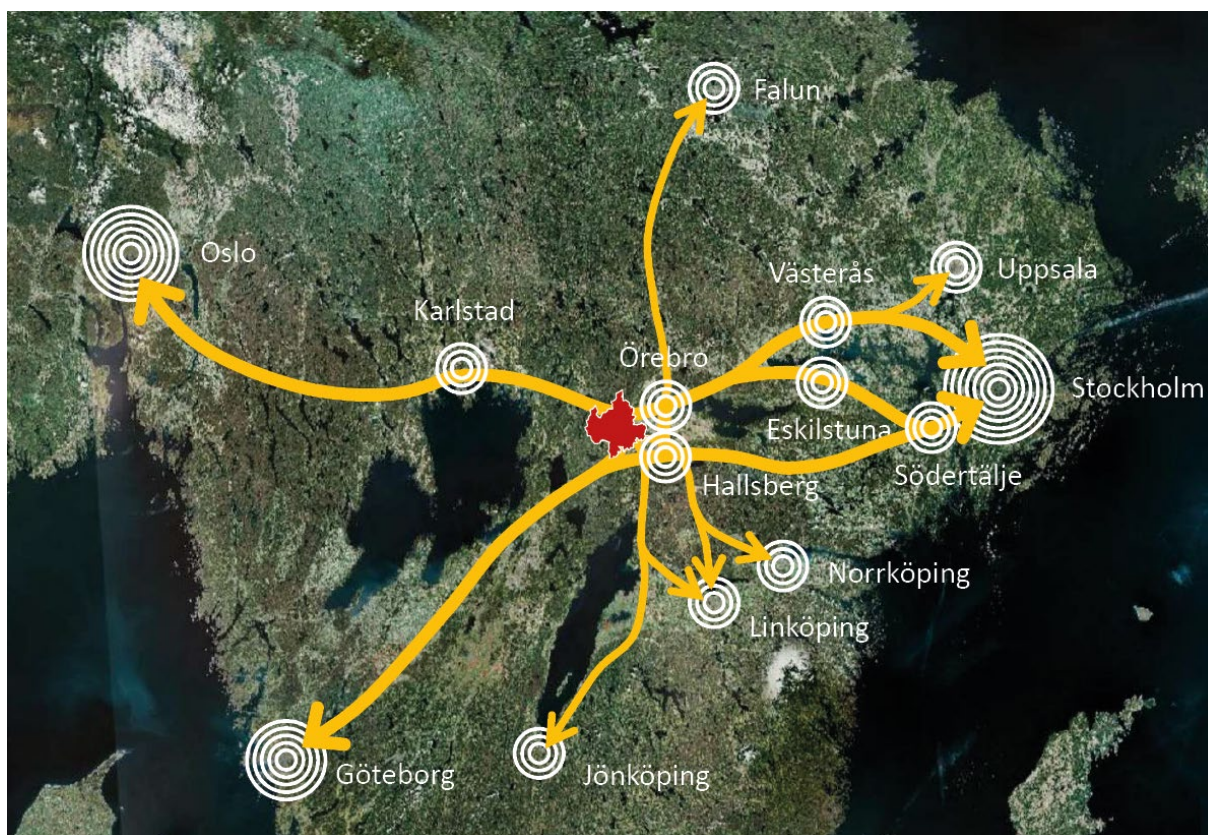 Falun
Oslo
Västerås
Uppsala
Karlstad
Örebro
Stockholm
Eskilstuna
Södertälje
Hallsberg
Norrköping
Linköping
Göteborg
Jönköping